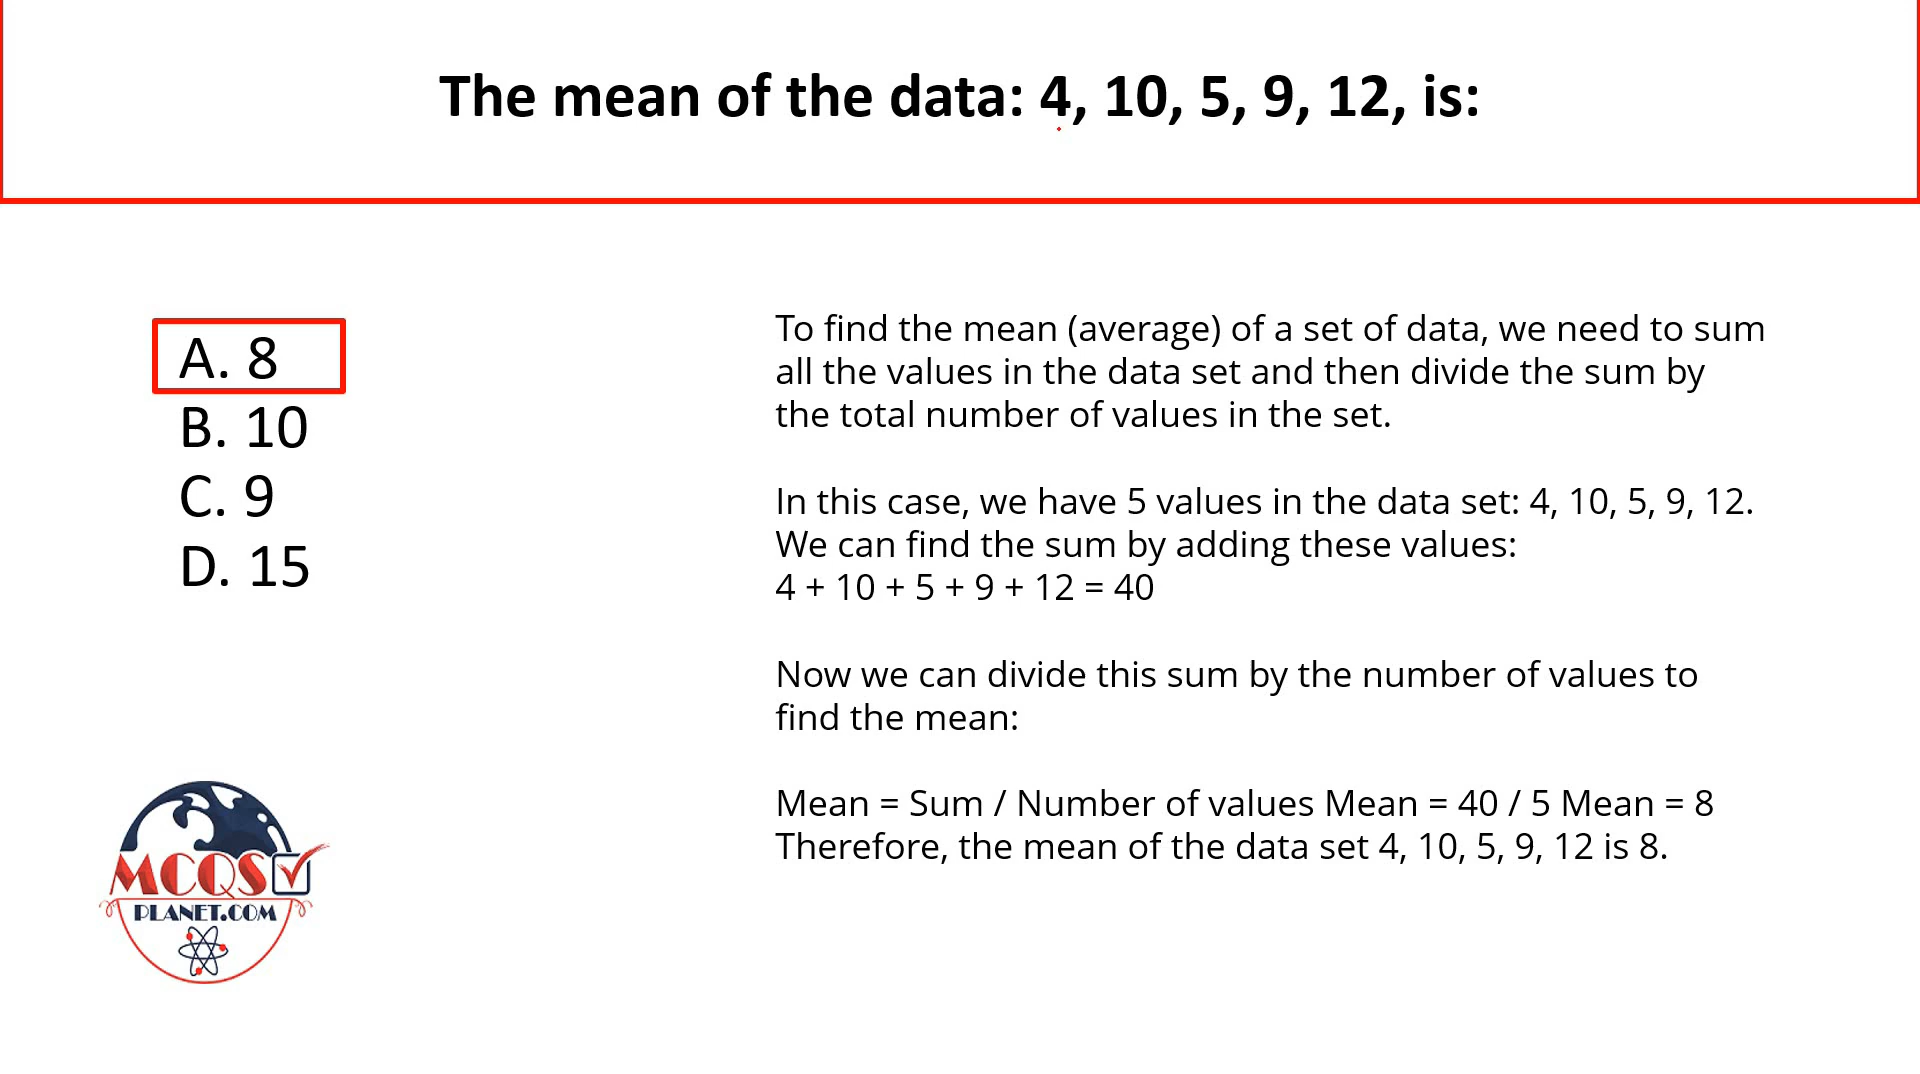 The mean of the data: 4, 10, 5, 9, 12, is:
A. 8
B. 10
C. 9
D. 15
To find the mean (average) of a set of data, we need to sum
all the values in the data set and then divide the sum by
the total number of values in the set.
In this case, we have 5 values in the data set: 4, 10, 5, 9, 12.
We can find the sum by adding these values:
4 + 10 + 5 + 9 + 12 = 40
Now we can divide this sum by the number of values to
find the mean:
Mean = Sum / Number of values Mean = 40 / 5 Mean = 8
Therefore, the mean of the data set 4, 10, 5, 9, 12 is 8.
MCQS
PLANET.COM